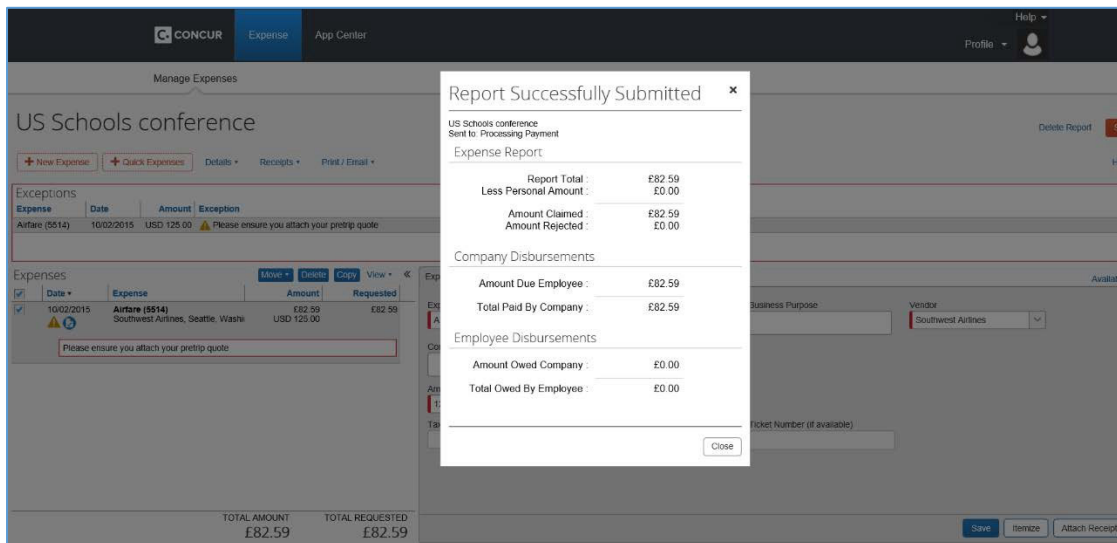 Help
CONCUR Expense App Center
Profile
Manage Expenses
US Schools conference
Delete Report
New Expense Quick Expenses Details Receipts Print / Email
Exceptions
Expense Date Amount Exception
Airfare (5514) 10/02/2015 USD 125.00 Please ensure you attach your pretrip quote
Expenses
Move Delete Copy View
Date Expense Amount Requested
10/02/2015 Airfare (5514) £82.59 £82.59
Southwest Airlines, Seattle, Washi USD 125.00
Please ensure you attach your pretrip quote
TOTAL AMOUNT TOTAL REQUESTED
£82.59 £82.59
Report Successfully Submitted ×
US Schools conference
Sent to: Processing Payment
Expense Report
Report Total : £82.59
Less Personal Amount : £0.00
Amount Claimed : £82.59
Amount Rejected : £0.00
Company Disbursements
Amount Due Employee : £82.59
Total Paid By Company : £82.59
Employee Disbursements
Amount Owed Company : £0.00
Total Owed By Employee : £0.00
Close
Business Purpose Vendor
Southwest Airlines
Ticket Number (if available)
Save Itemize Attach Receipt